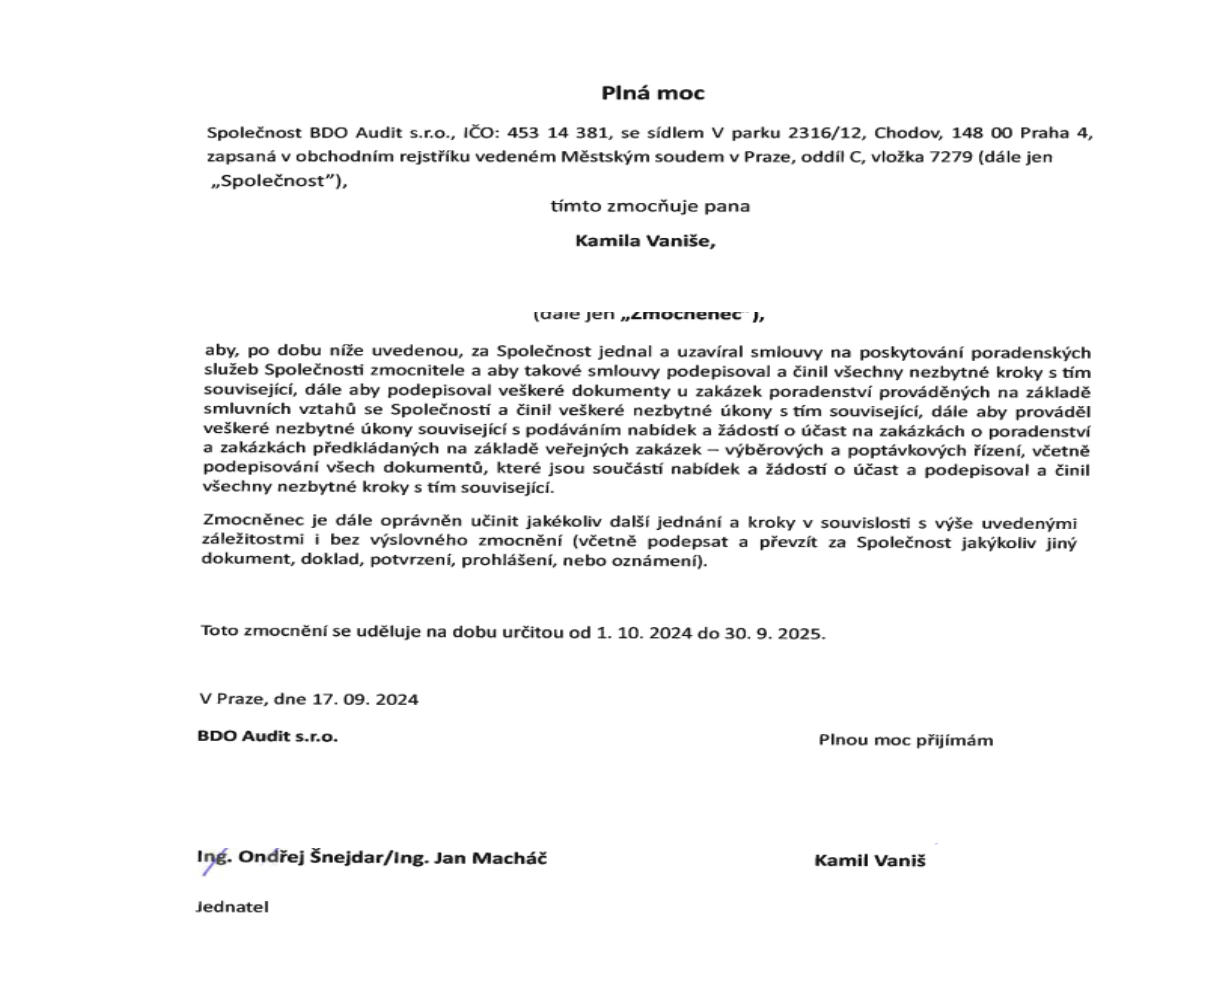 Plná moc
Společnost BDO Audit s.r.o., IČO: 453 14 381, se sídlem V parku 2316/12, Chodov, 148 00 Praha 4,
zapsaná v obchodním rejstříku vedeném Městským soudem v Praze, oddíl C, vložka 7279 (dále jen
„Společnost"),
tímto zmocňuje pana
Kamila Vaniše,
(dále jen „Zmocněnec"),
aby, po dobu níže uvedenou, za Společnost jednal a uzavíral smlouvy na poskytování poradenských
služeb Společností zmocnitele a aby takové smlouvy podepisoval a činil všechny nezbytné kroky s tím
související, dále aby podepisoval veškeré dokumenty u zakázek poradenství prováděných na základě
smluvních vztahů se Společností a činil veškeré nezbytné úkony s tím související, dále aby prováděl
veškeré nezbytné úkony související s podáváním nabídek a žádostí o účast na zakázkách o poradenství
a zakázkách předkládaných na základě veřejných zakázek – výběrových a poptávkových řízení, včetně
podepisování všech dokumentů, které jsou součástí nabídek a žádostí o účast a podepisoval a činil
všechny nezbytné kroky s tím související.
Zmocněnec je dále oprávněn učinit jakékoliv další jednání a kroky v souvislosti s výše uvedenými
záležitostmi i bez výslovného zmocnění (včetně podepsat a převzít za Společnost jakýkoliv jiný
dokument, doklad, potvrzení, prohlášení, nebo oznámení).
Toto zmocnění se uděluje na dobu určitou od 1. 10. 2024 do 30. 9. 2025.
V Praze, dne 17. 09. 2024
BDO Audit s.r.o.
Plnou moc přijímám
Ing. Ondřej Šnejdar/Ing. Jan Macháč
Kamil Vaniš
Jednatel